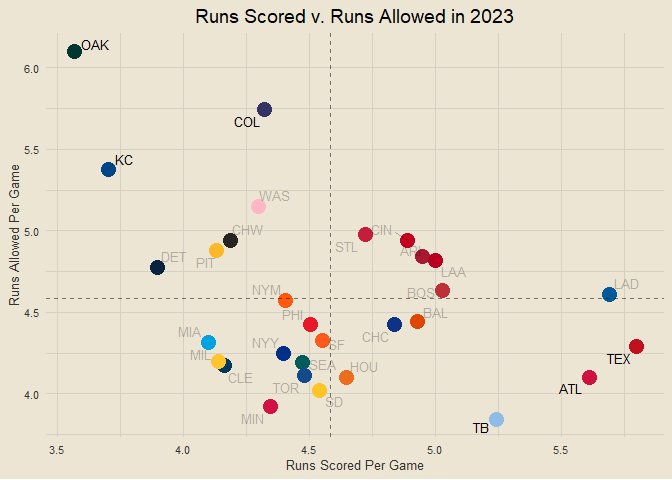 Runs Scored v. Runs Allowed in 2023
OAK
6.0
COL
5.5
KC
WAS
CHW
CIN
5.0
STL
ARI
DET
PIT
LAA
BOS
LAD
NYM
4.5
PHI
BAL
MIA
CHC
NYY
SF
TEX
MIL
SEA
HOU
CLE
TOR
ATL
4.0
SD
MIN
TB
3.5
4.0
4.5
5.0
5.5
Runs Scored Per Game
Runs Allowed Per Game